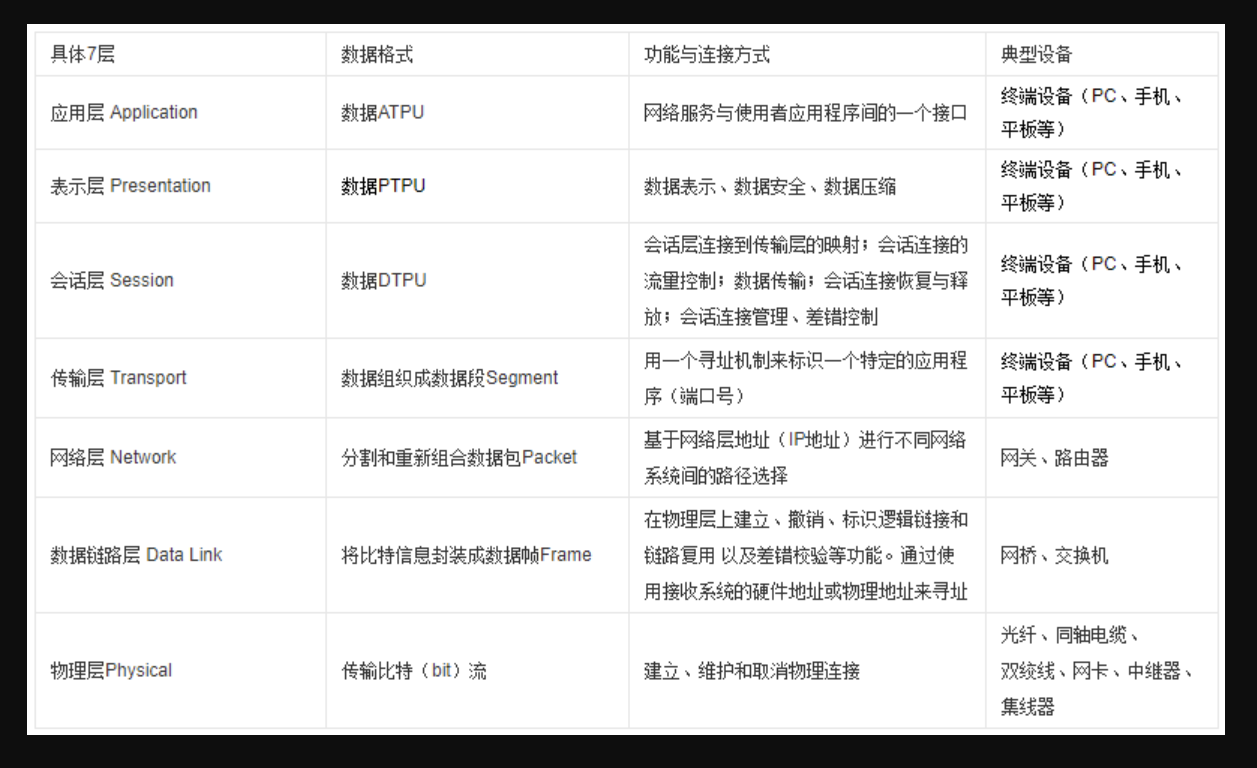 具体7层
数据格式
功能与连接方式
典型设备
应用层 Application
数据ATPU
网络服务与使用者应用程序间的一个接口
终端设备（PC、手机、
平板等）
表示层 Presentation
数据PTPU
数据表示、数据安全、数据压缩
终端设备（PC、手机、
平板等）
会话层 Session
数据DTPU
会话层连接到传输层的映射；会话连接的
流量控制；数据传输；会话连接恢复与释
放；会话连接管理、差错控制
终端设备（PC、手机、
平板等）
传输层 Transport
数据组织成数据段Segment
用一个寻址机制来标识一个特定的应用程
序（端口号）
终端设备（PC、手机、
平板等）
网络层 Network
分割和重新组合数据包Packet
基于网络层地址（IP地址）进行不同网络
系统间的路径选择
网关、路由器
数据链路层 Data Link
将比特信息封装成数据帧Frame
在物理层上建立、撤销、标识逻辑链接和
链路复用 以及差错校验等功能。通过使
用接收系统的硬件地址或物理地址来寻址
网桥、交换机
物理层Physical
传输比特（bit）流
建立、维护和取消物理连接
光纤、同轴电缆、
双绞线、网卡、中继器、
集线器